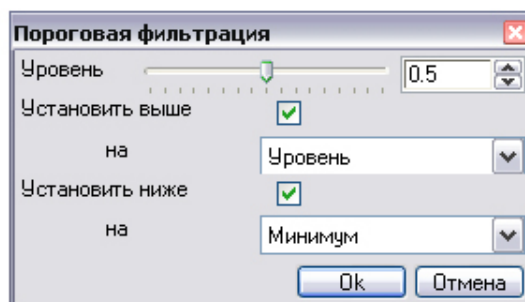 Пороговая фильтрация
Уровень 0.5
Установить выше
на Уровень
Установить ниже
на Минимум
Ok Отмена